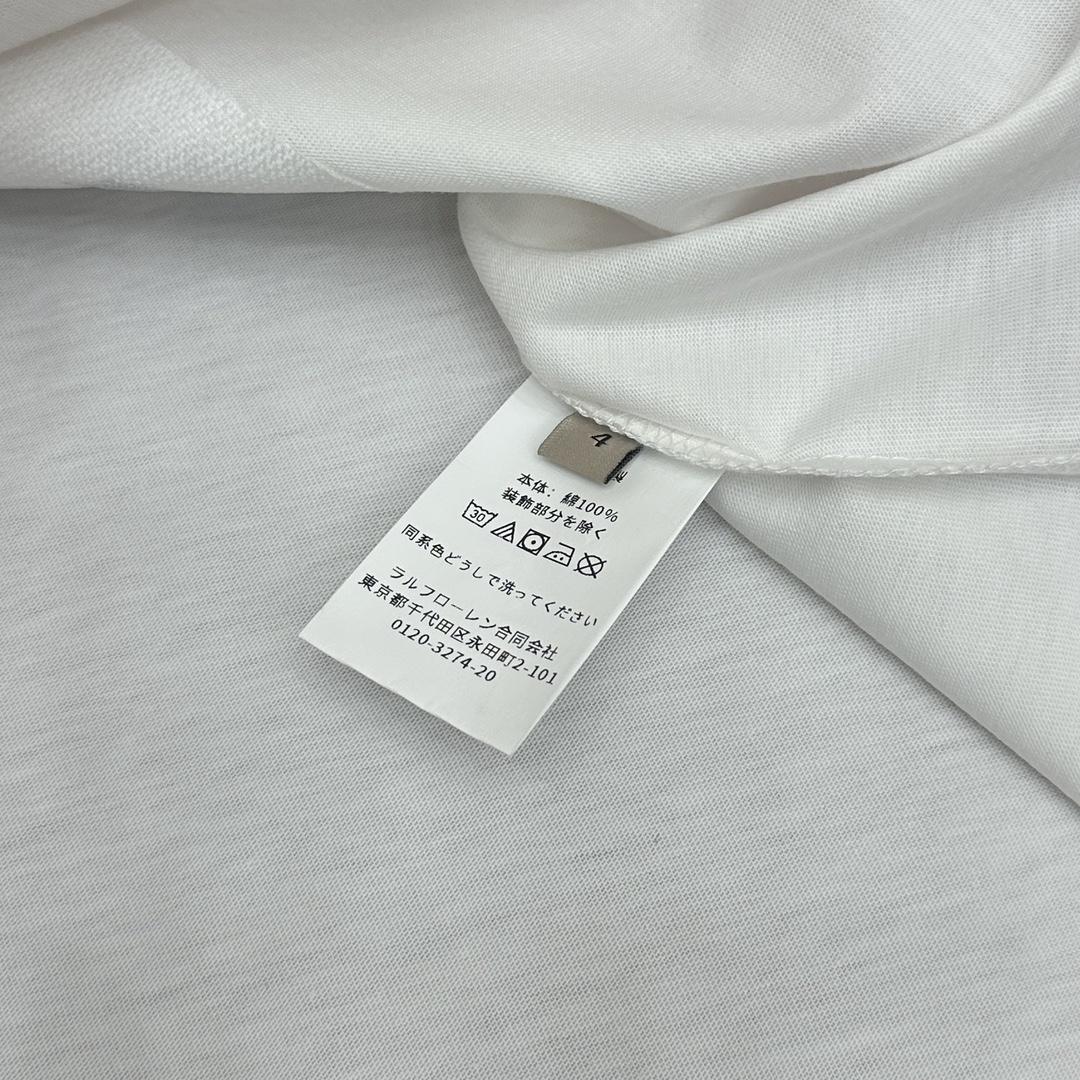 4
本体: 綿100%
装飾部分を除く
30
同系色どうしで洗ってください
ラルフローレン合同会社
東京都千代田区永田町2-101
0120-3274-20